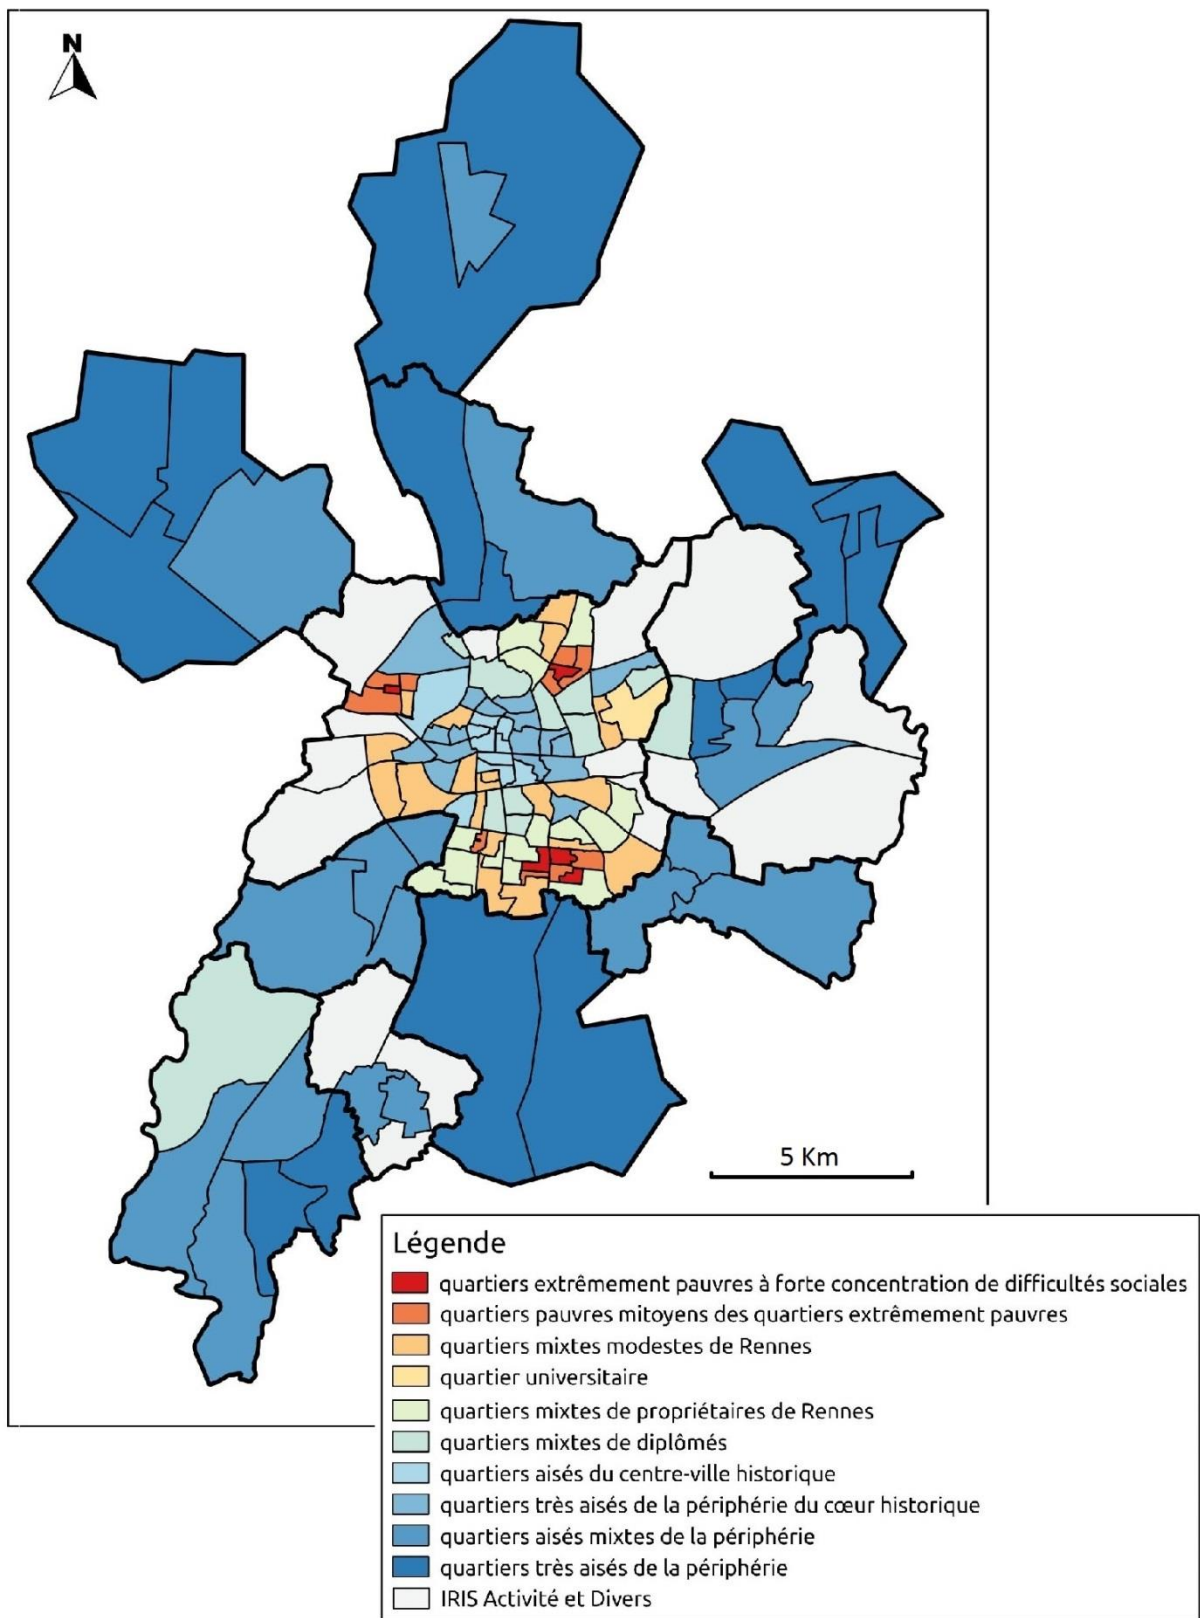 N
5 Km
Légende
quartiers extrêmement pauvres à forte concentration de difficultés sociales
quartiers pauvres mitoyens des quartiers extrêmement pauvres
quartiers mixtes modestes de Rennes
quartier universitaire
quartiers mixtes de propriétaires de Rennes
quartiers mixtes de diplômés
quartiers aisés du centre-ville historique
quartiers très aisés de la périphérie du cœur historique
quartiers aisés mixtes de la périphérie
quartiers très aisés de la périphérie
IRIS Activité et Divers